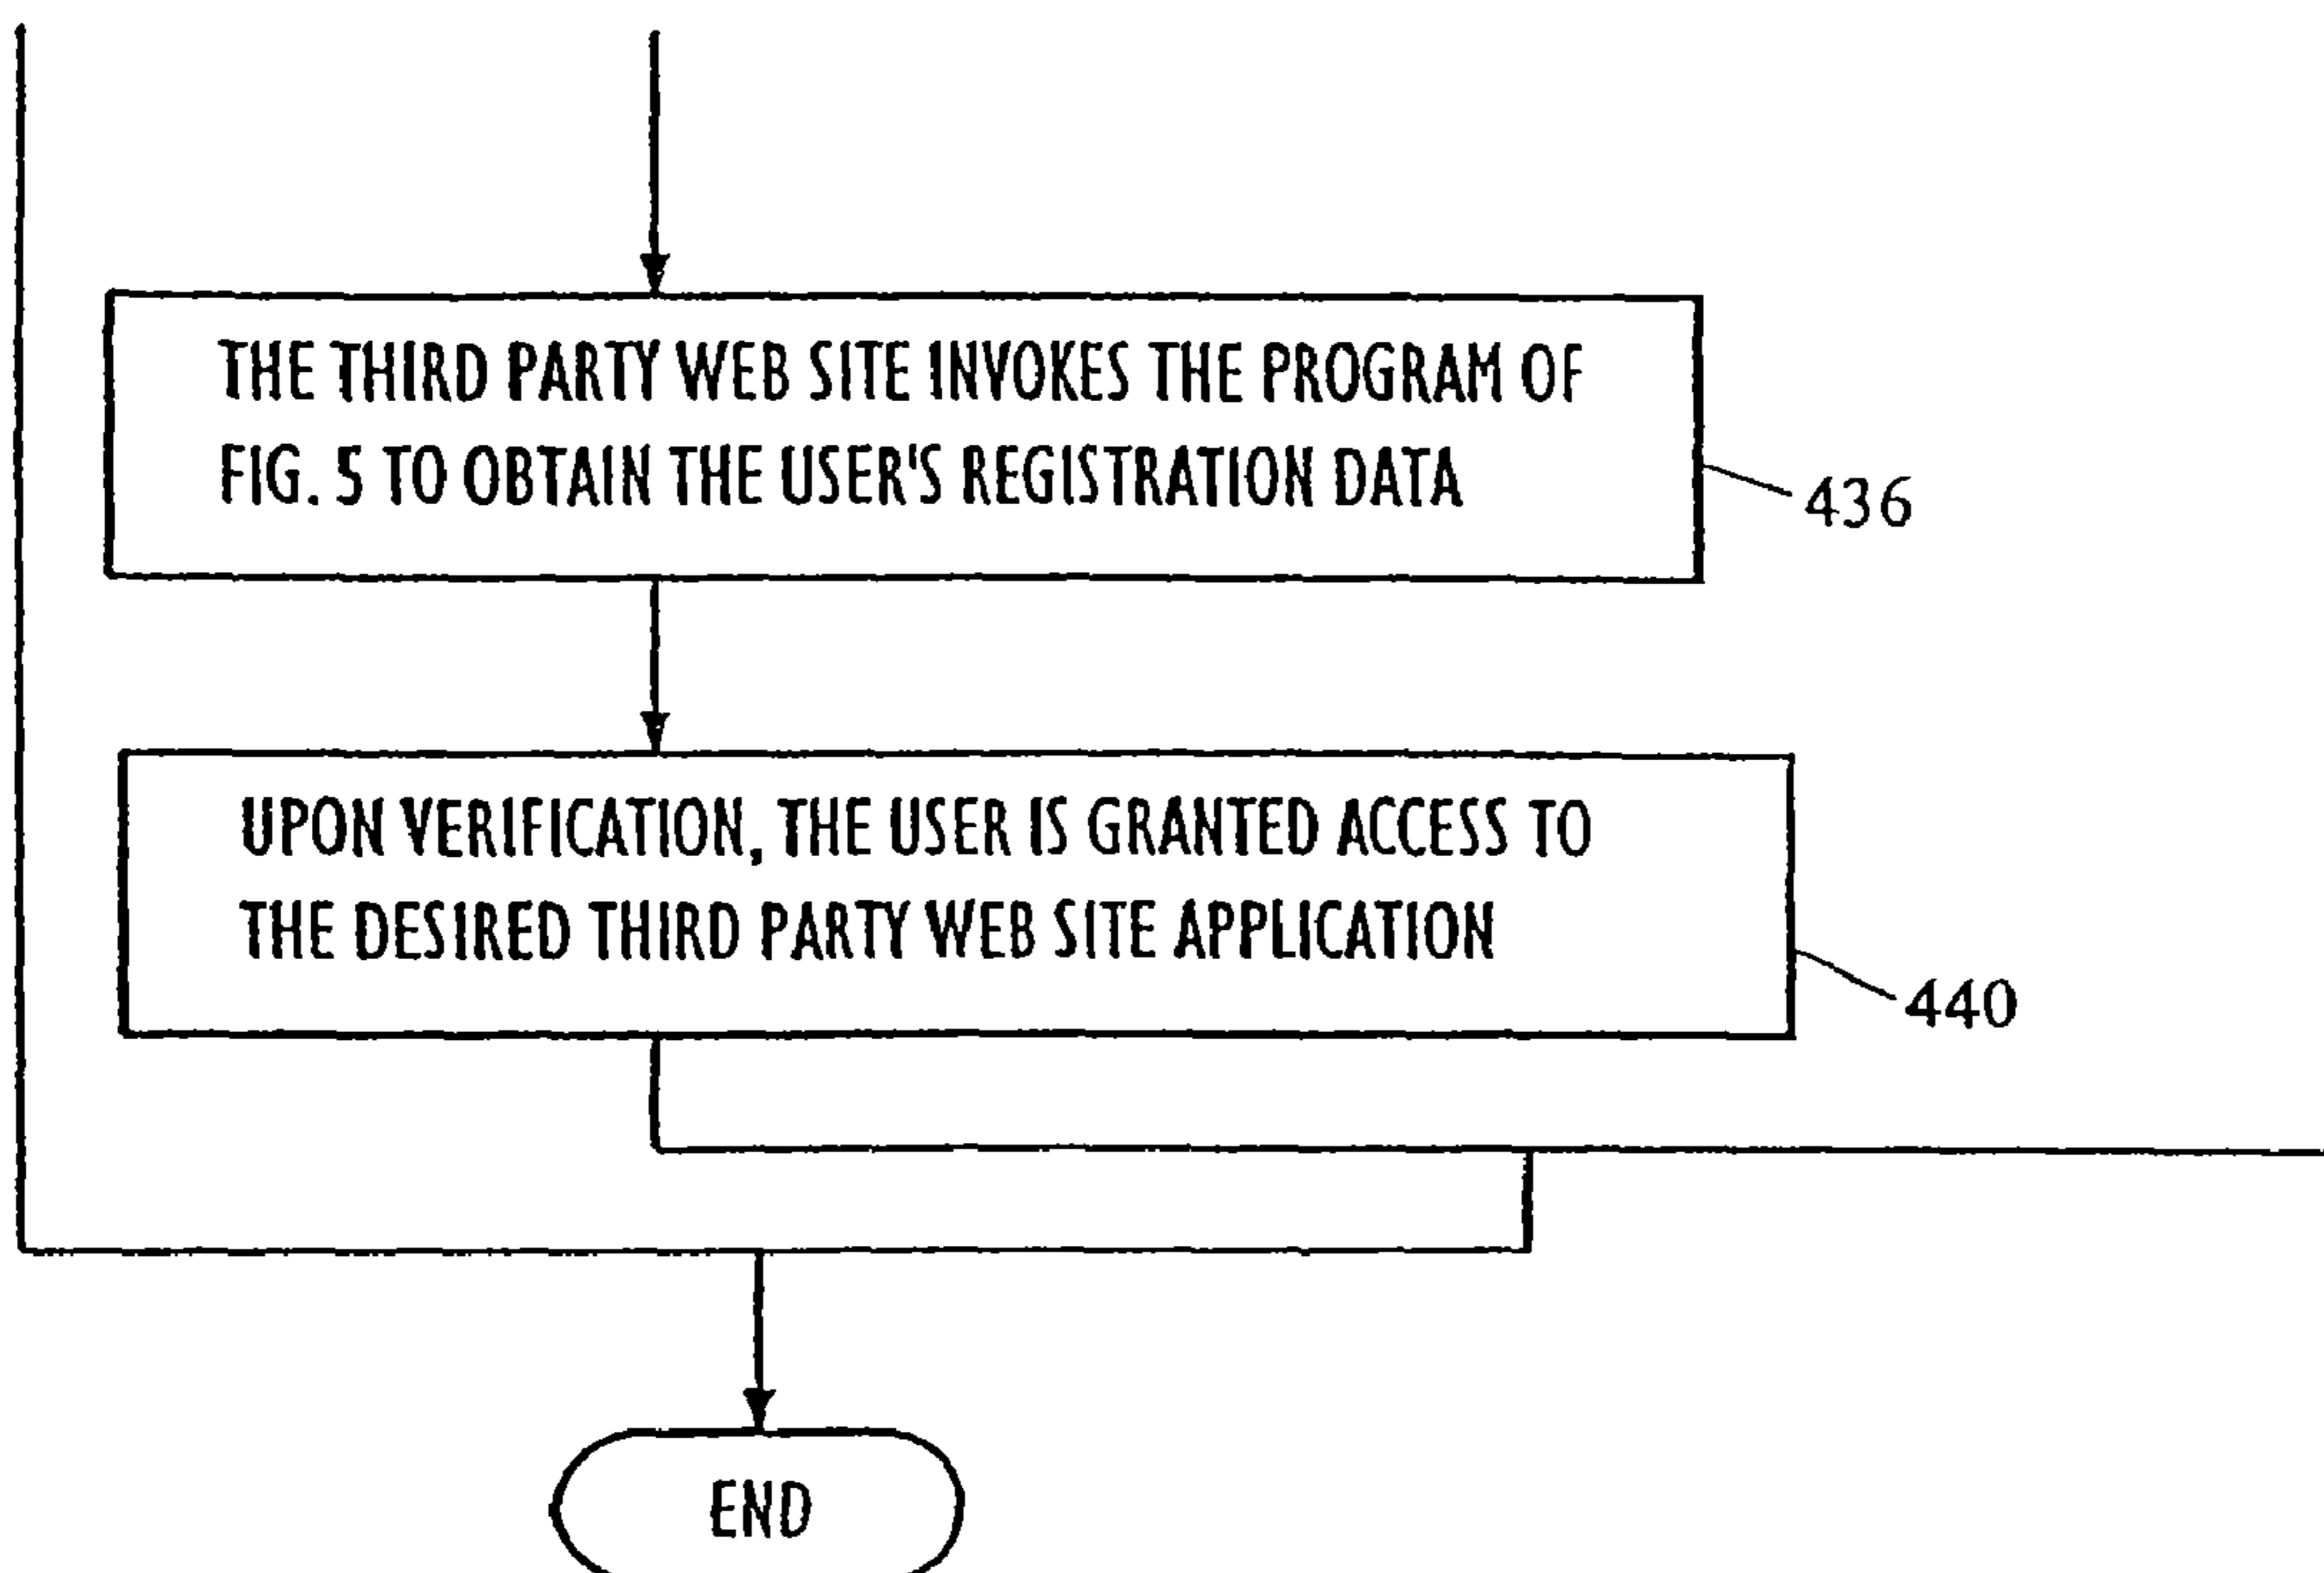 THE THIRD PARTY WEB SITE INVOKES THE PROGRAM OF
FIG. 5 TO OBTAIN THE USER'S REGISTRATION DATA
436
UPON VERIFICATION, THE USER IS GRANTED ACCESS TO
THE DESIRED THIRD PARTY WEB SITE APPLICATION
440
END